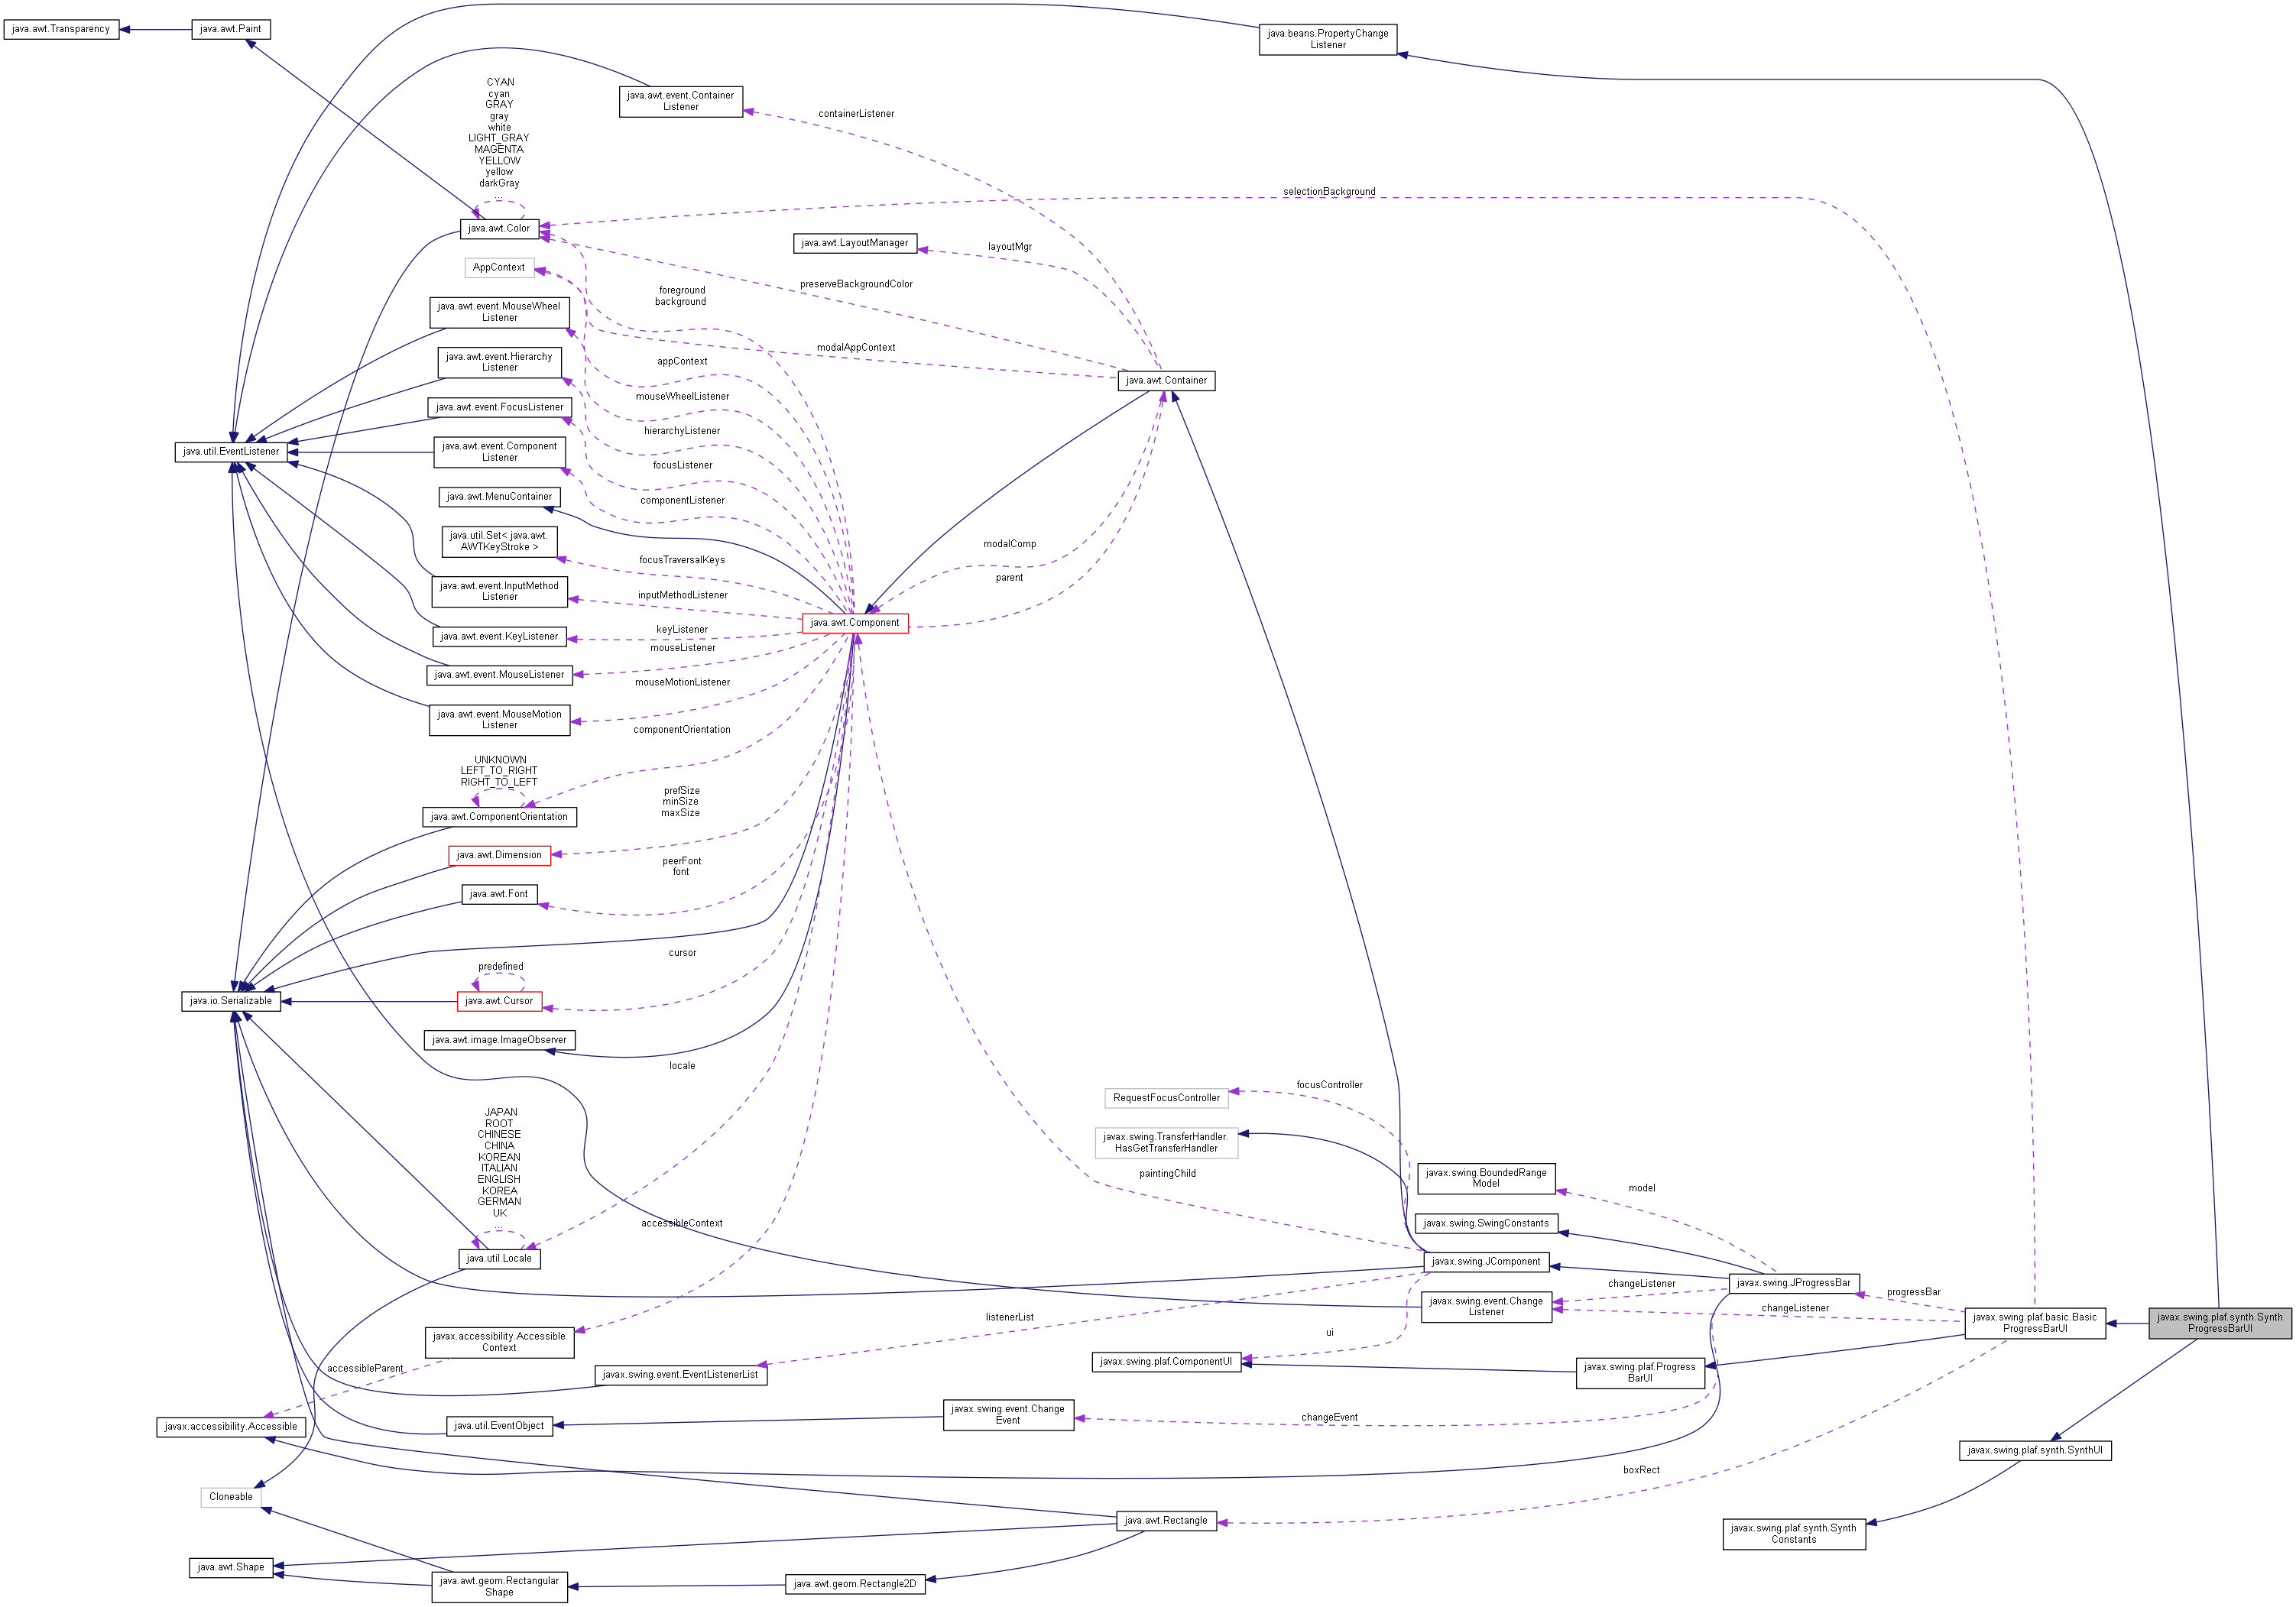 java.awt.Transparency
java.awt.Paint
java.beans.PropertyChange
Listener
java.awt.event.Container
Listener
containerListener
CYAN
cyan
GRAY
gray
white
LIGHT_GRAY
MAGENTA
YELLOW
yellow
darkGray
...
selectionBackground
java.awt.Color
java.awt.LayoutManager
layoutMgr
AppContext
preserveBackgroundColor
foreground
background
java.awt.event.MouseWheel
Listener
modalAppContext
java.awt.event.Hierarchy
Listener
appContext
java.awt.Container
mouseWheelListener
java.awt.event.FocusListener
hierarchyListener
java.util.EventListener
java.awt.event.Component
Listener
focusListener
java.awt.MenuContainer
componentListener
java.util.Set< java.awt.
AWTKeyStroke >
modalComp
focusTraversalKeys
parent
java.awt.event.InputMethod
Listener
inputMethodListener
java.awt.Component
java.awt.event.KeyListener
keyListener
mouseListener
java.awt.event.MouseListener
mouseMotionListener
java.awt.event.MouseMotion
Listener
componentOrientation
UNKNOWN
LEFT_TO_RIGHT
RIGHT_TO_LEFT
prefSize
minSize
maxSize
java.awt.ComponentOrientation
java.awt.Dimension
peerFont
font
java.awt.Font
cursor
predefined
java.io.Serializable
java.awt.Cursor
java.awt.image.ImageObserver
locale
focusController
RequestFocusController
JAPAN
ROOT
CHINESE
CHINA
KOREAN
ITALIAN
ENGLISH
KOREA
GERMAN
UK
...
javax.swing.TransferHandler.
HasGetTransferHandler
paintingChild
javax.swing.BoundedRange
Model
model
accessibleContext
javax.swing.SwingConstants
java.util.Locale
javax.swing.JComponent
javax.swing.JProgressBar
changeListener
progressBar
javax.swing.event.Change
Listener
changeListener
listenerList
javax.swing.plaf.basic.Basic
ProgressBarUI
javax.swing.plaf.synth.Synth
ProgressBarUI
ui
javax.accessibility.Accessible
Context
accessibleParent
javax.swing.plaf.ComponentUI
javax.swing.plaf.Progress
BarUI
javax.swing.event.EventListenerList
javax.accessibility.Accessible
java.util.EventObject
javax.swing.event.Change
Event
changeEvent
javax.swing.plaf.synth.SynthUI
boxRect
Cloneable
java.awt.Rectangle
javax.swing.plaf.synth.Synth
Constants
java.awt.Shape
java.awt.geom.Rectangular
Shape
java.awt.geom.Rectangle2D